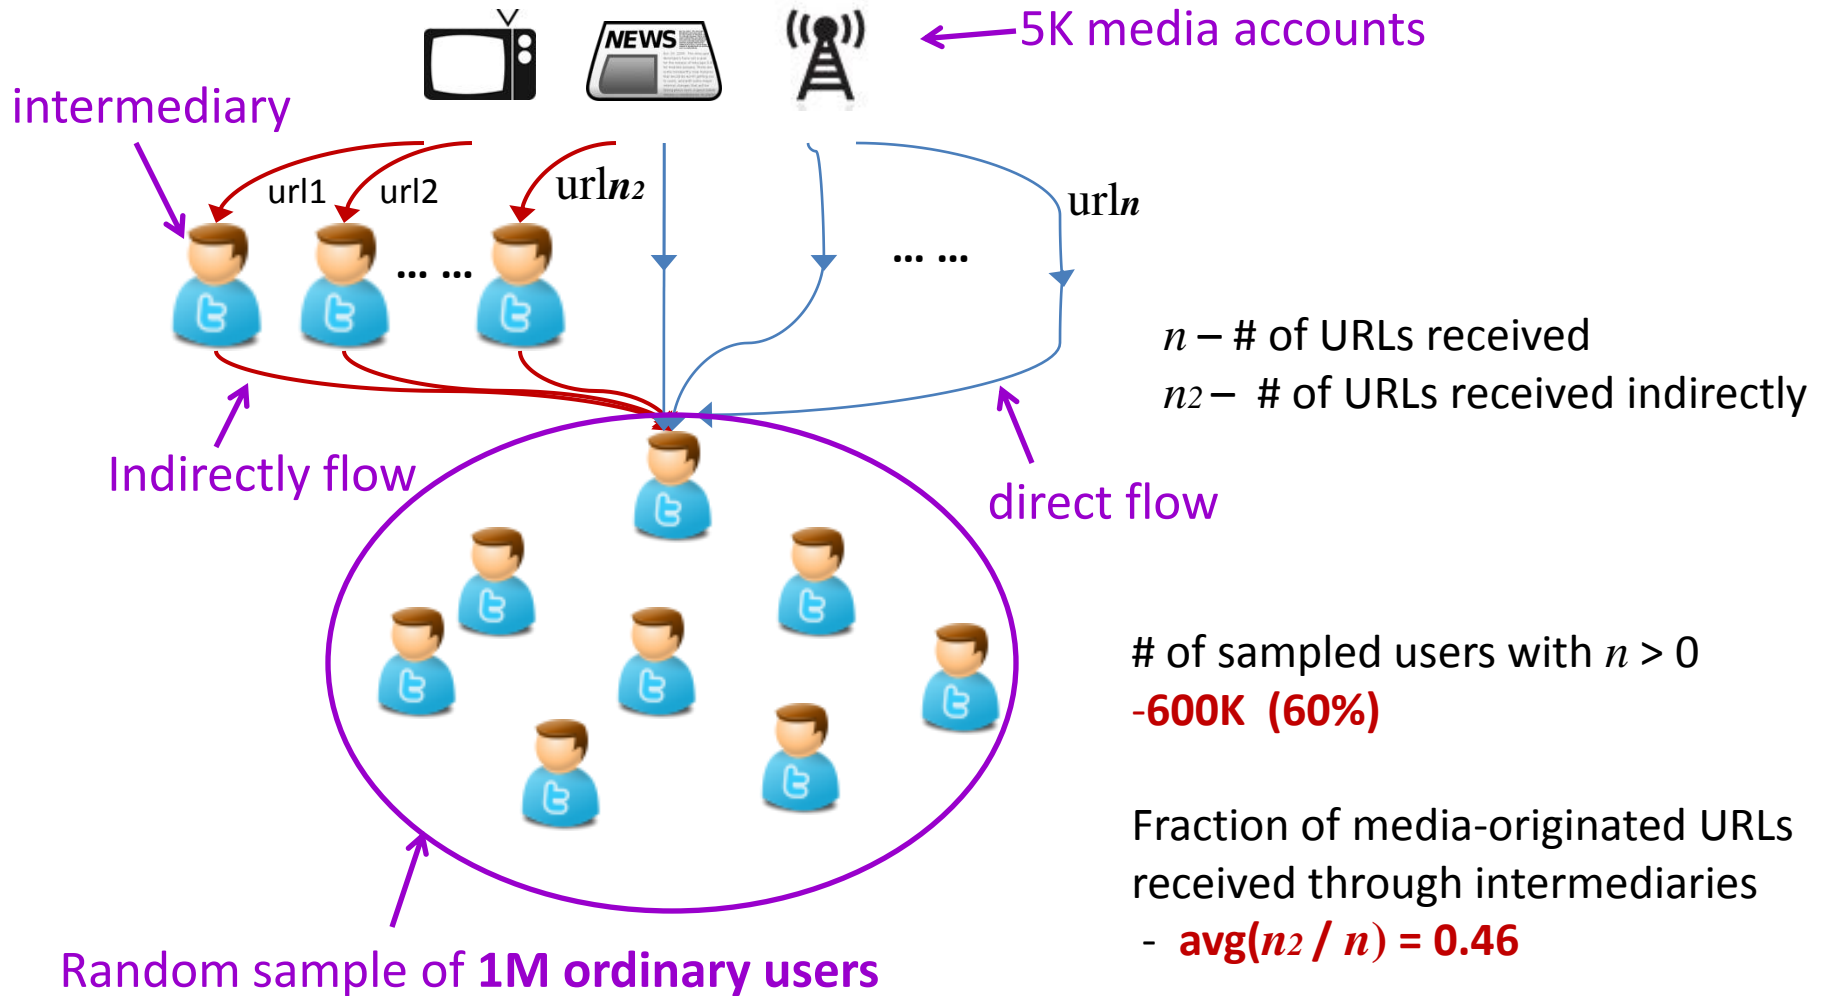 5K media accounts
NEWS
intermediary
url1
url2
urln2
urln
... ...
... ...
n – # of URLs received
n2 – # of URLs received indirectly
Indirectly flow
direct flow
# of sampled users with n > 0
-600K (60%)
Fraction of media-originated URLs
received through intermediaries
- avg(n2 / n) = 0.46
Random sample of 1M ordinary users